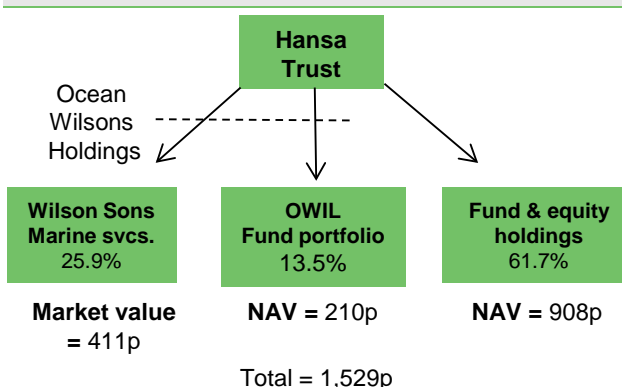 Hansa
Trust
Ocean
Wilsons
Holdings
Wilson Sons
Marine svcs.
25.9%
OWIL
Fund portfolio
13.5%
Fund & equity
holdings
61.7%
Market value
= 411p
NAV = 210p
NAV = 908p
Total = 1,529p